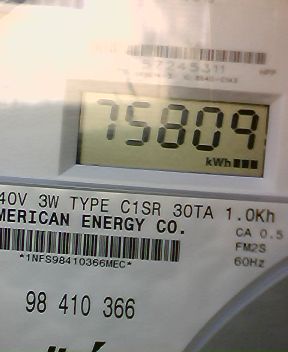 57245311
75809
kWh
40V 3W TYPE C1SR 30TA 1.0Kh
MERICAN ENERGY CO.
CA 0.5
FM2S
*1NFS98410366MEC*
60Hz
98 410 366